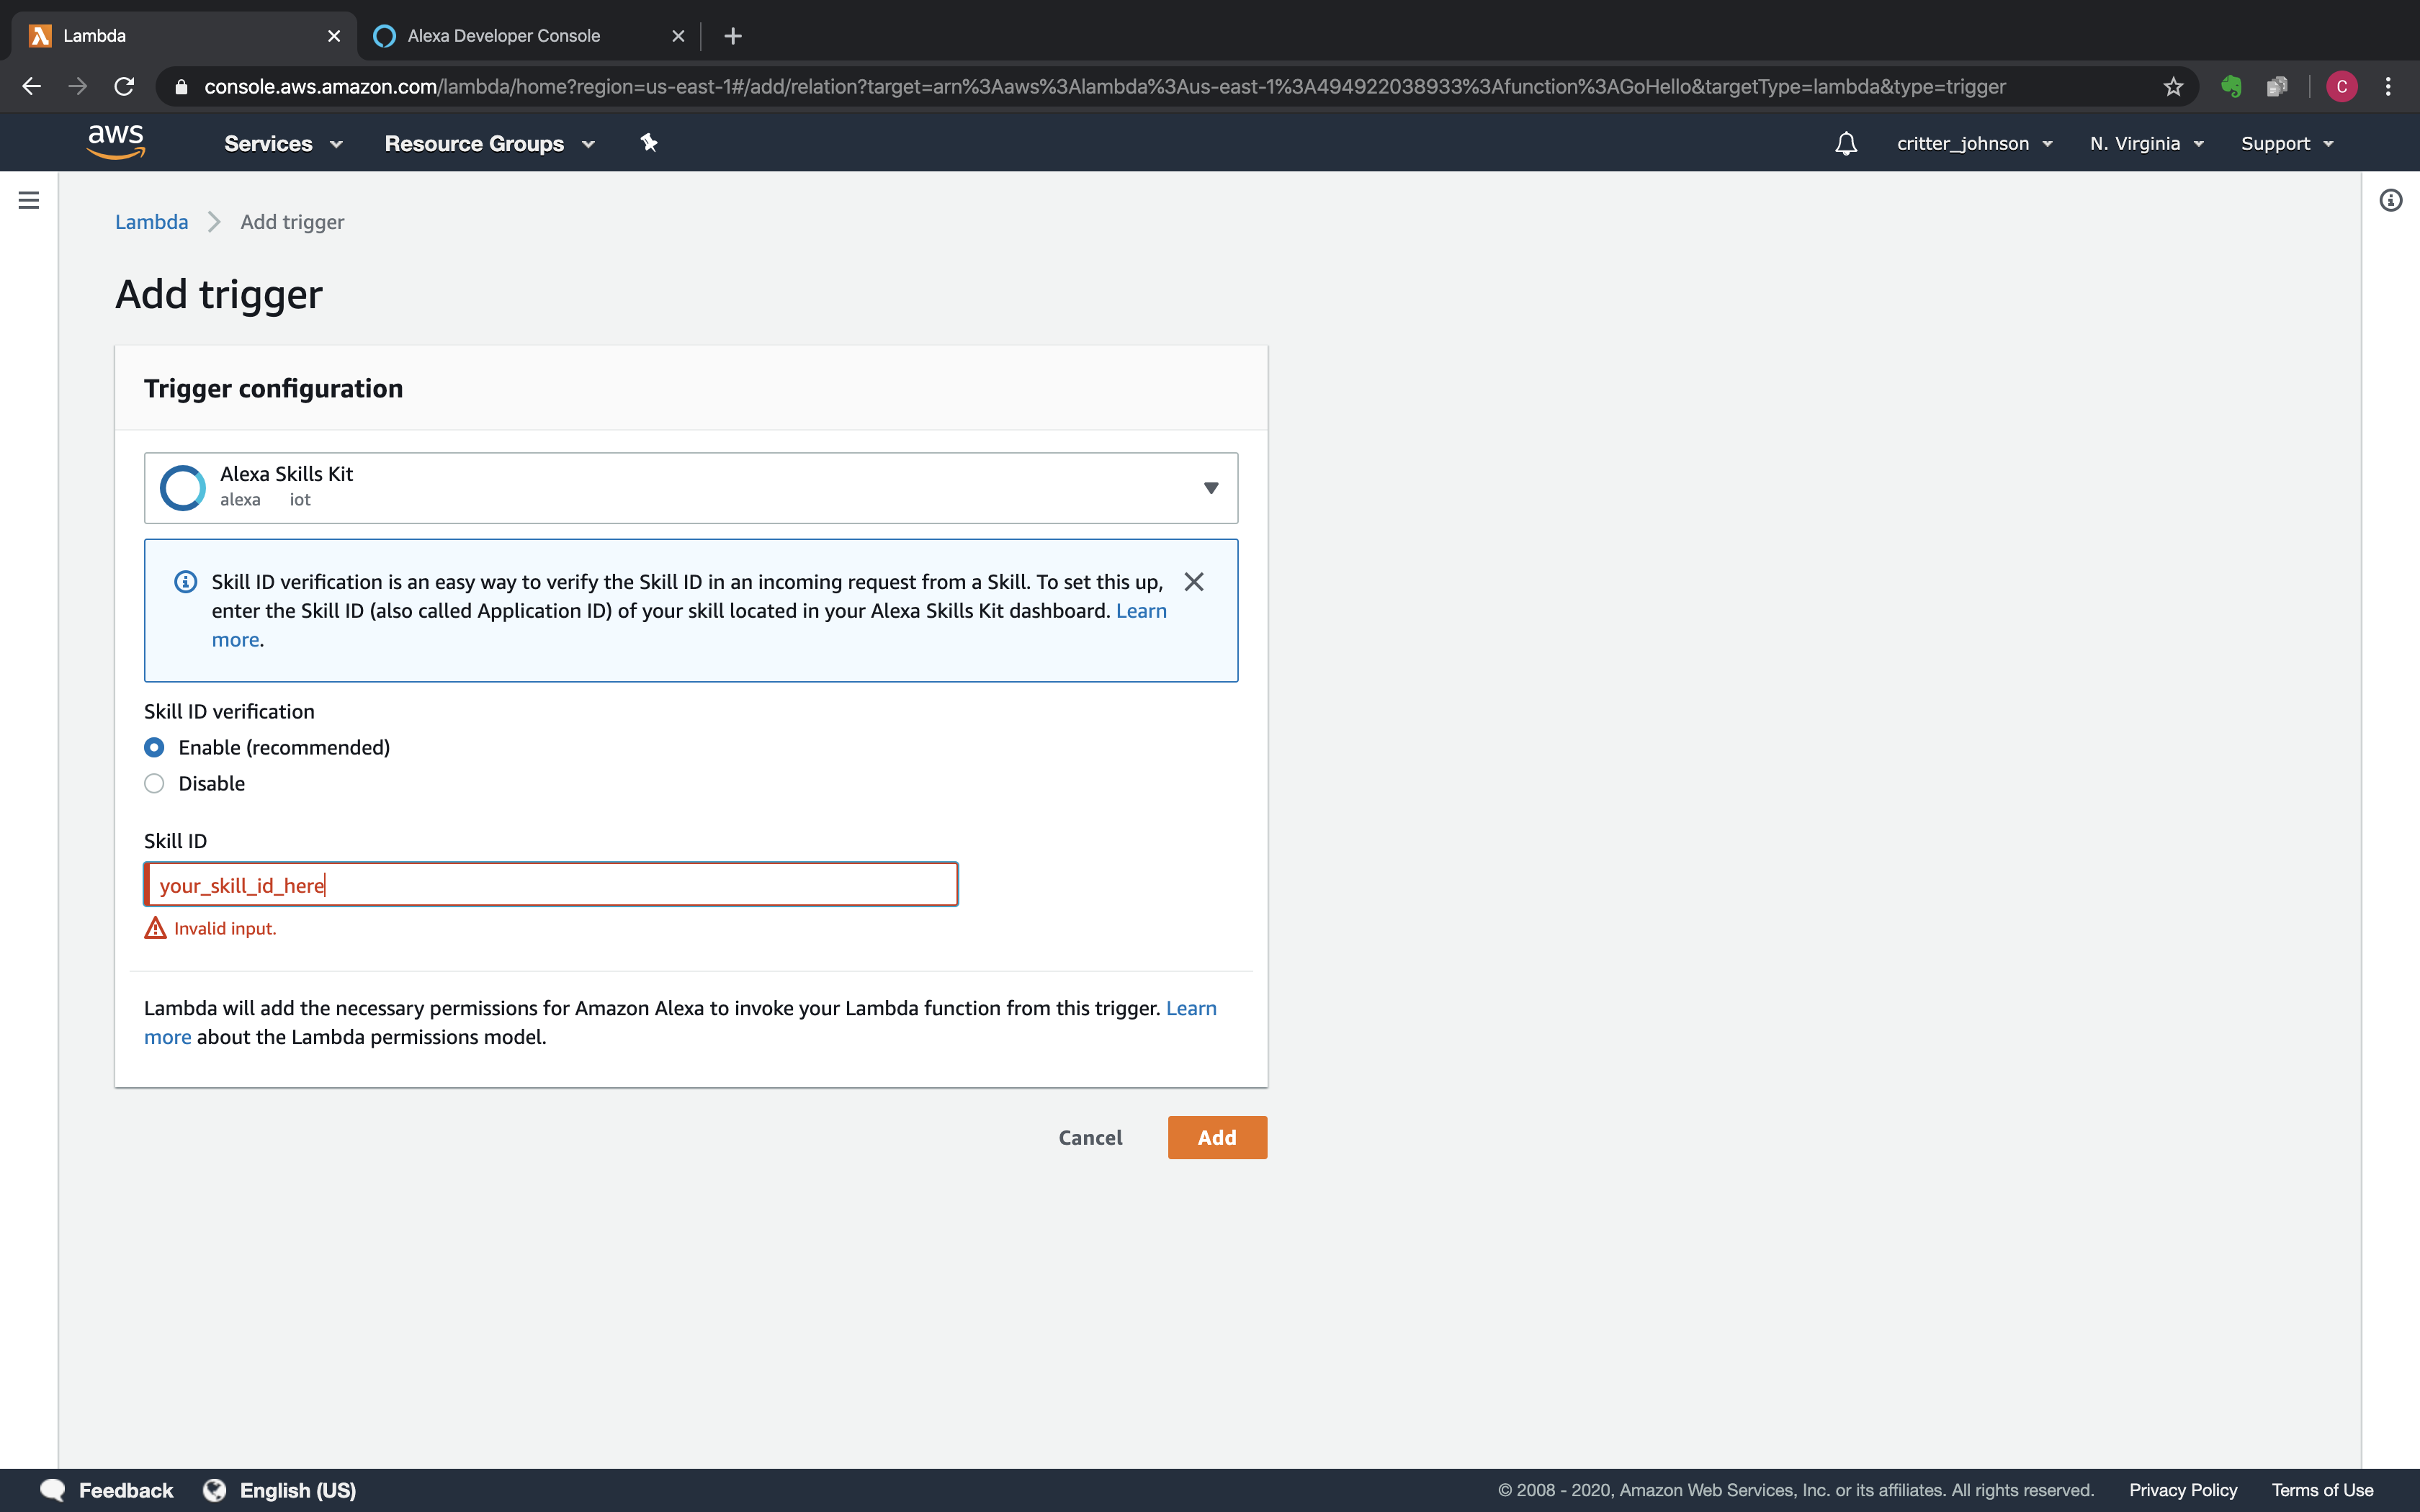 Lambda
Alexa Developer Console
console.aws.amazon.com/lambda/home?region=us-east-1#/add/relation?target=arn%3Aaws%3Alambda%3Aus-east-1%3A494922038933%3Afunction%3AGoHello&targetType=lambda&type=trigger
C
aws
Services
Resource Groups
critter_johnson
N. Virginia
Support
Lambda
Add trigger
Add trigger
Trigger configuration
Alexa Skills Kit
alexa iot
Skill ID verification is an easy way to verify the Skill ID in an incoming request from a Skill. To set this up,
enter the Skill ID (also called Application ID) of your skill located in your Alexa Skills Kit dashboard. Learn
more.
Skill ID verification
Enable (recommended)
Disable
Skill ID
your_skill_id_here
Invalid input.
Lambda will add the necessary permissions for Amazon Alexa to invoke your Lambda function from this trigger. Learn
more about the Lambda permissions model.
Cancel
Add
Feedback
English (US)
© 2008 - 2020, Amazon Web Services, Inc. or its affiliates. All rights reserved.
Privacy Policy
Terms of Use